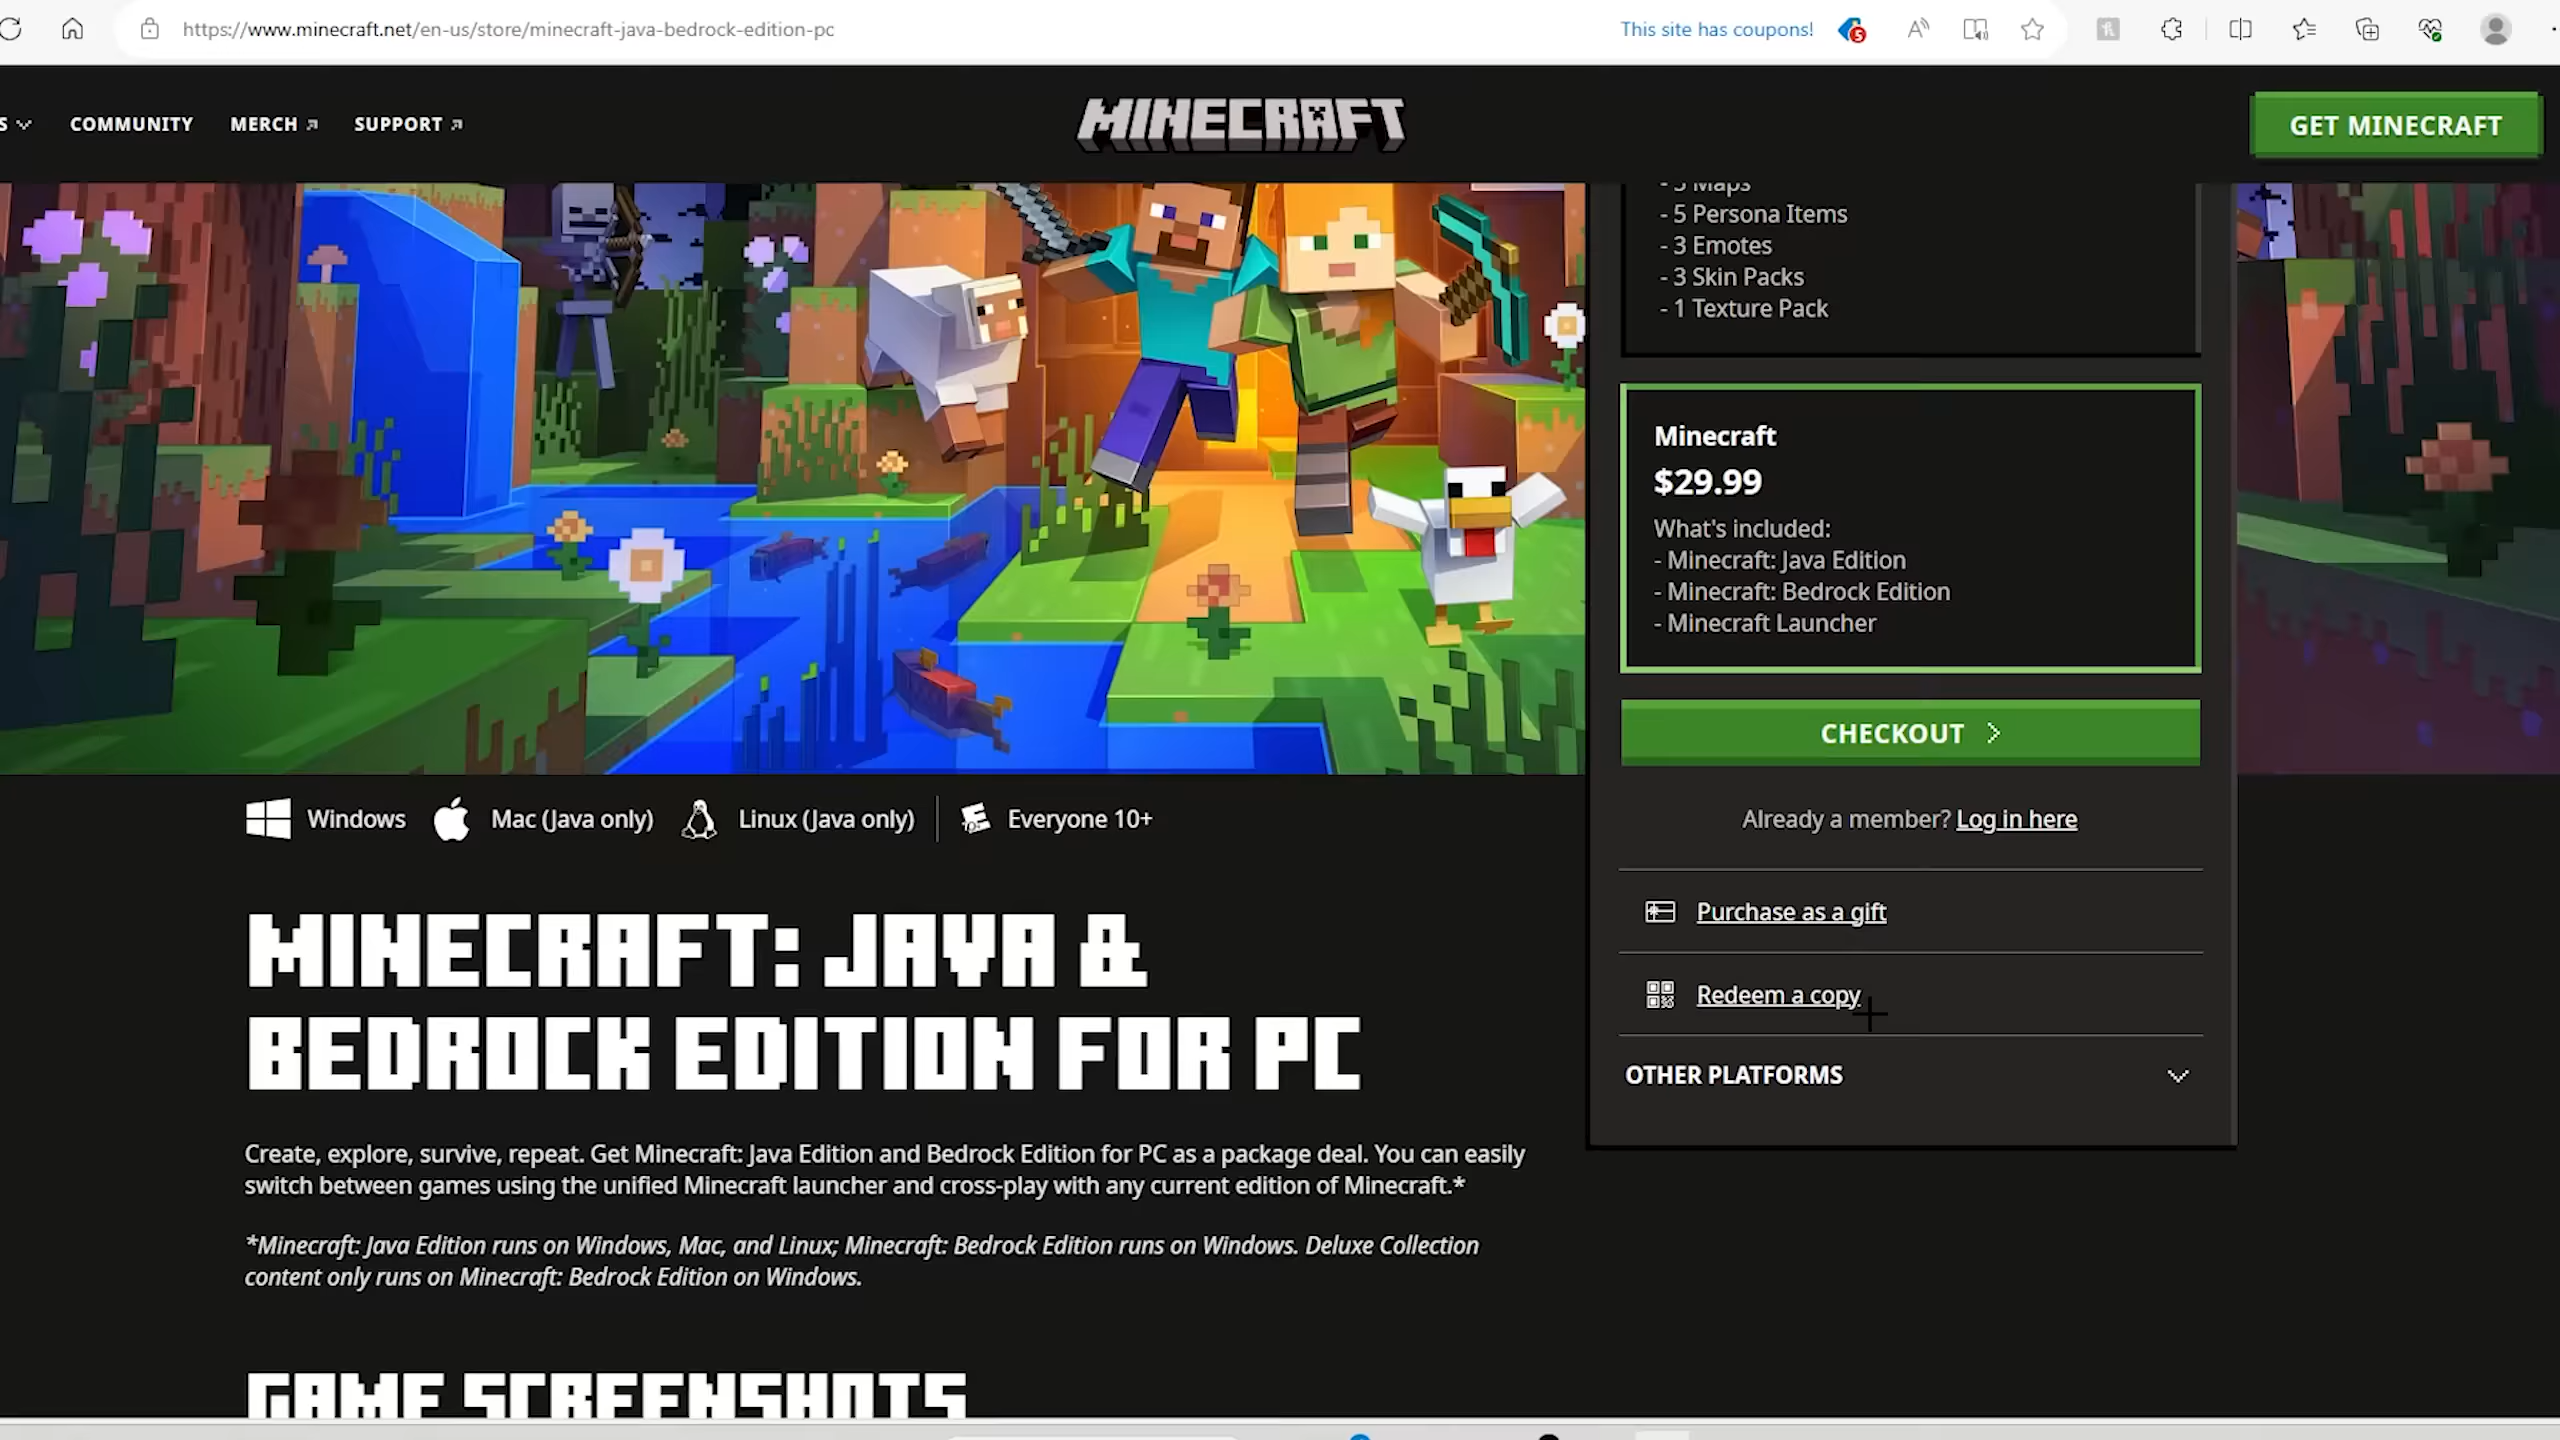 https://www.minecraft.net/en-us/store/minecraft-java-bedrock-edition-pc
This site has coupons!
5
S
COMMUNITY
MERCH
SUPPORT
MINECRAFT
GET MINECRAFT
- 5 Maps
- 5 Persona Items
- 3 Emotes
- 3 Skin Packs
- 1 Texture Pack
Minecraft
$29.99
What's included:
- Minecraft: Java Edition
- Minecraft: Bedrock Edition
- Minecraft Launcher
CHECKOUT
Already a member? Log in here
Purchase as a gift
Redeem a copy
OTHER PLATFORMS
Windows
Mac (Java only)
Linux (Java only)
Everyone 10+
MINECRAFT: JAVA &
BEDROCK EDITION FOR PC
Create, explore, survive, repeat. Get Minecraft: Java Edition and Bedrock Edition for PC as a package deal. You can easily
switch between games using the unified Minecraft launcher and cross-play with any current edition of Minecraft.*
*Minecraft: Java Edition runs on Windows, Mac, and Linux; Minecraft: Bedrock Edition runs on Windows. Deluxe Collection
content only runs on Minecraft: Bedrock Edition on Windows.
GAME SCREENSHOTS